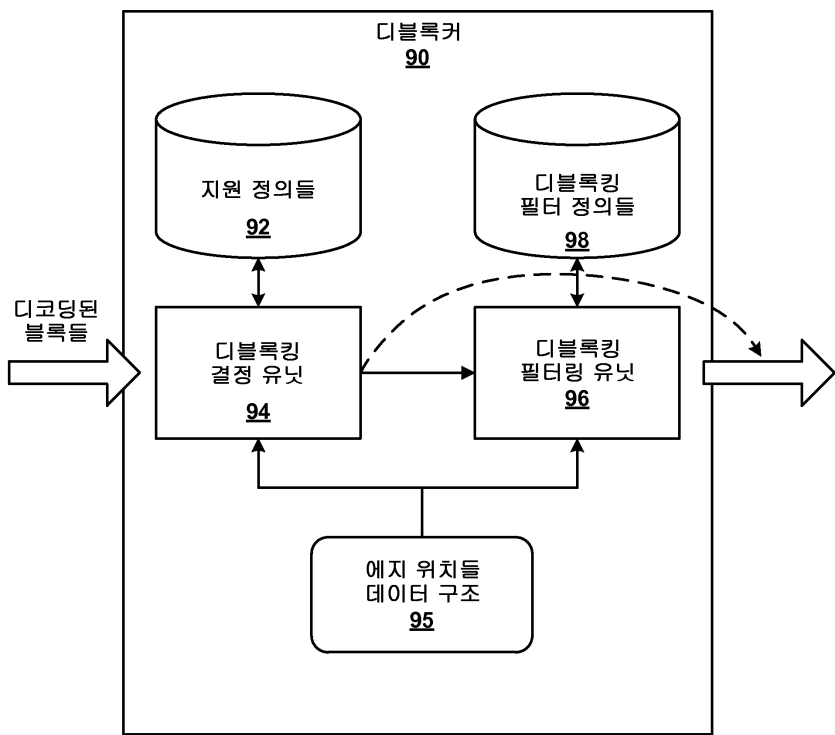 디블록커
90
지원 정의들
92
디블록킹
필터 정의들
98
디코딩된
블록들
디블록킹
결정 유닛
94
디블록킹
필터링 유닛
96
에지 위치들
데이터 구조
95